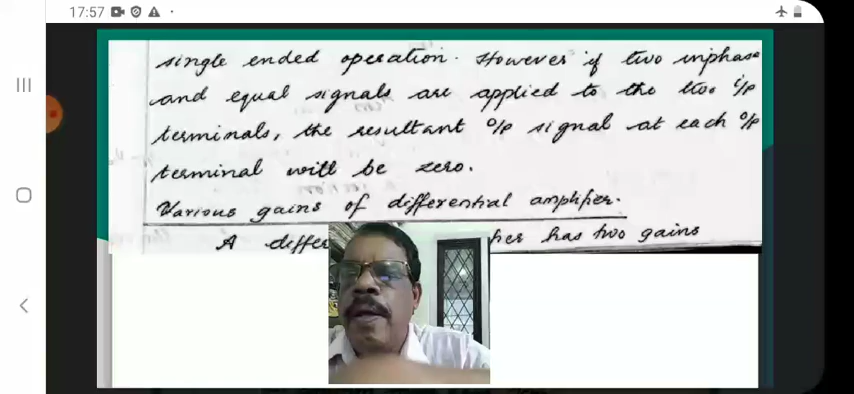 17:57
single ended operation. However if two inphase
and equal signals are applied to the two i/p
terminals, the resultant o/p signal at each o/p
terminal will be zero.
Various gains of differential amplifier.
A differ fier has two gains